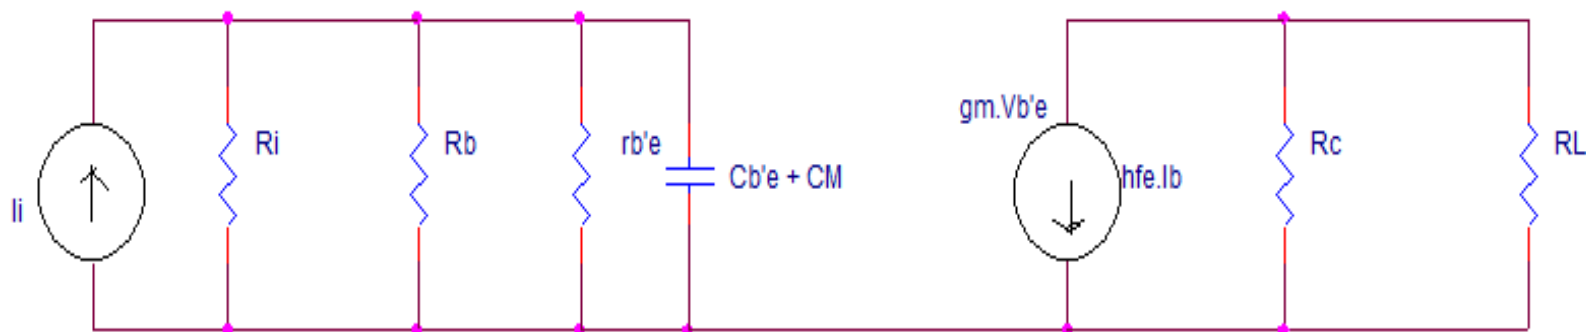 Ii
Ri
Rb
rb'e
Cb'e + CM
gm.Vb'e
hfe.Ib
Rc
RL